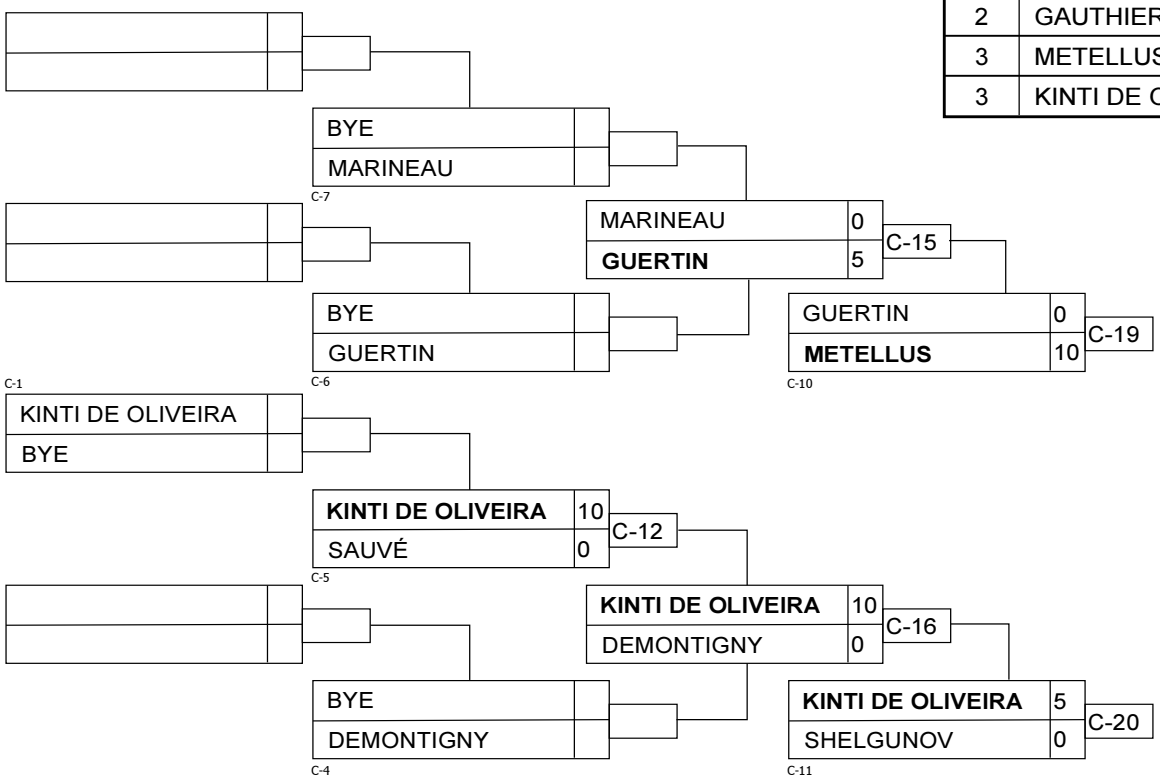 2 GAUTHIER
3 METELLUS
3 KINTI DE
BYE
MARINEAU
C-7
MARINEAU 0
C-15
GUERTIN 5
BYE
GUERTIN
C-6
GUERTIN 0
C-19
METELLUS 10
C-10
C-1
KINTI DE OLIVEIRA
BYE
KINTI DE OLIVEIRA 10
C-12
SAUVÉ 0
C-5
KINTI DE OLIVEIRA 10
C-16
DEMONTIGNY 0
BYE
DEMONTIGNY
C-4
KINTI DE OLIVEIRA 5
C-20
SHELGUNOV 0
C-11